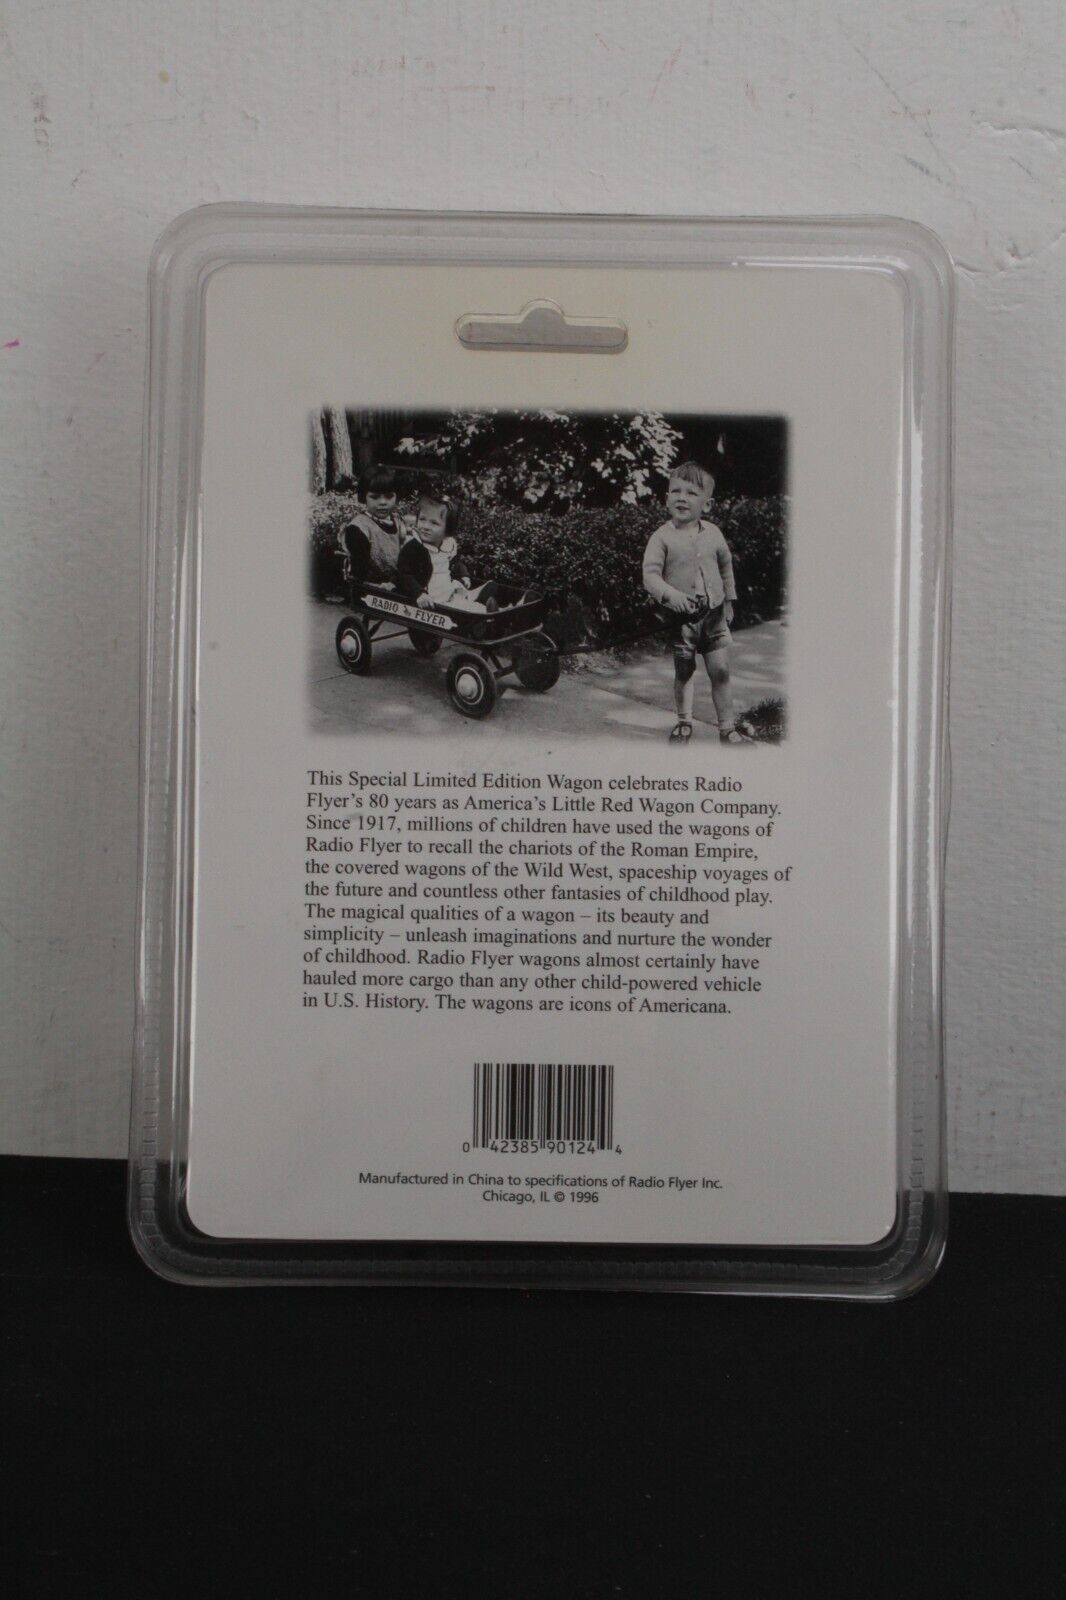 RADIO FLYER
This Special Limited Edition Wagon celebrates Radio
Flyer’s 80 years as America’s Little Red Wagon Company.
Since 1917, millions of children have used the wagons of
Radio Flyer to recall the chariots of the Roman Empire,
the covered wagons of the Wild West, spaceship voyages of
the future and countless other fantasies of childhood play.
The magical qualities of a wagon – its beauty and
simplicity – unleash imaginations and nurture the wonder
of childhood. Radio Flyer wagons almost certainly have
hauled more cargo than any other child-powered vehicle
in U.S. History. The wagons are icons of Americana.
0 42385 90124 4
Manufactured in China to specifications of Radio Flyer Inc.
Chicago, IL © 1996